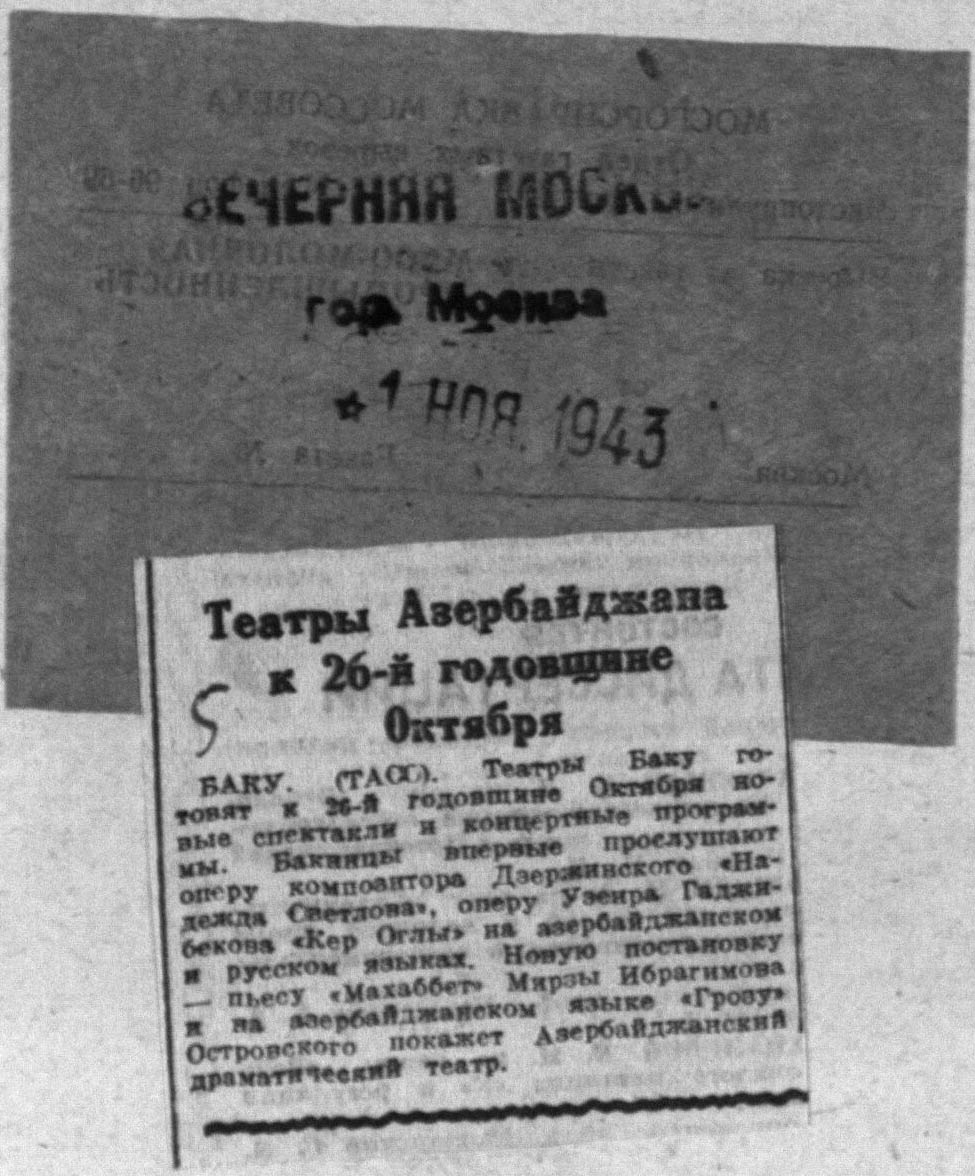 ВЕЧЕРНЯЯ МОСКВА
гор. Москва
1 НОЯ. 1943
5
Театры Азербайджана
к 26-й годовщине
Октября
БАКУ. (ТАСС). Театры Баку го-
товят к 26-й годовщине Октября но-
вые спектакли и концертные програм-
мы. Бакинцы впервые прослушают
оперу композитора Дзержинского «На-
дежда Светлова», оперу Узеира Гаджи-
бекова «Кер Оглы» на азербайджанском
и русском языках. Новую постановку
— пьесу «Махаббет» Мирзы Ибрагимова
и на азербайджанском языке «Грозу»
Островского покажет Азербайджанский
драматический театр.